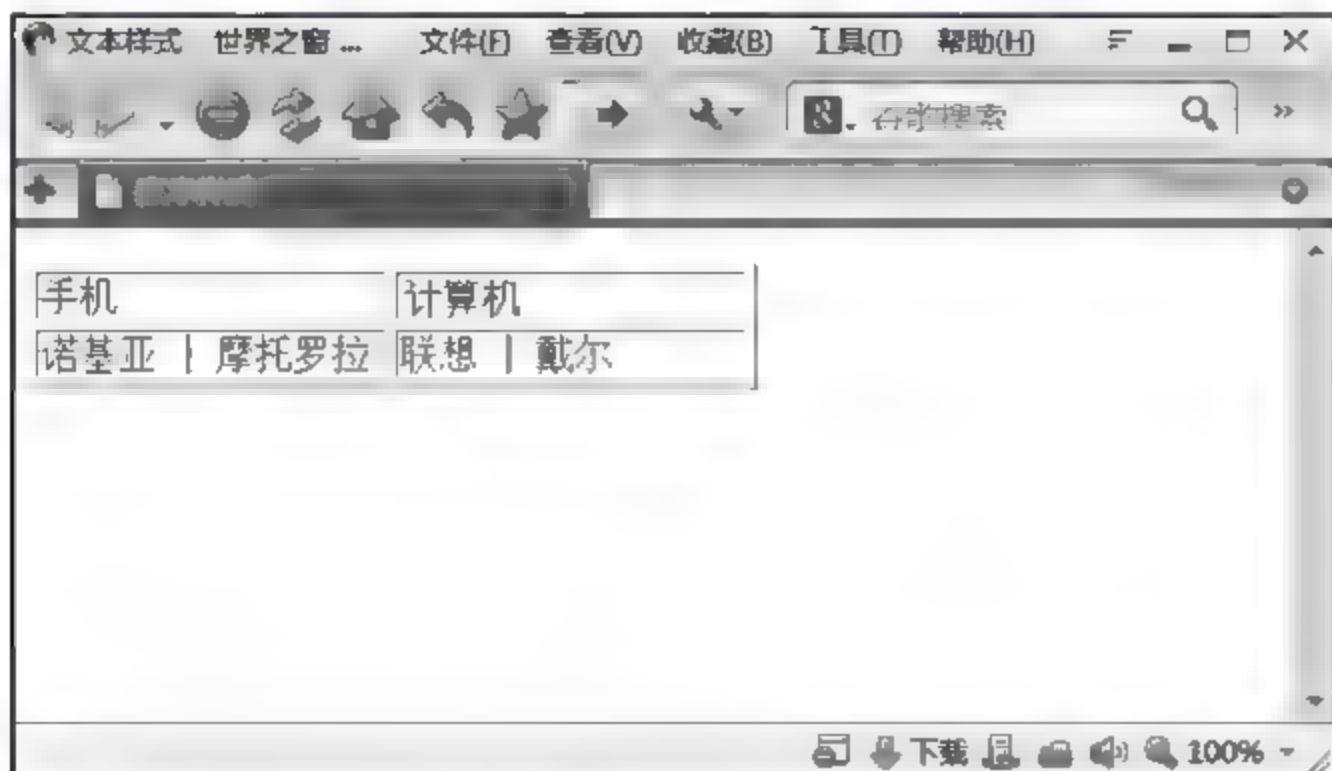 文本样式 世界之窗 ... 文件(F) 查看(V) 收藏(B) 工具(T) 帮助(H)
手机 计算机
诺基亚 | 摩托罗拉 联想 | 戴尔
下载 100%